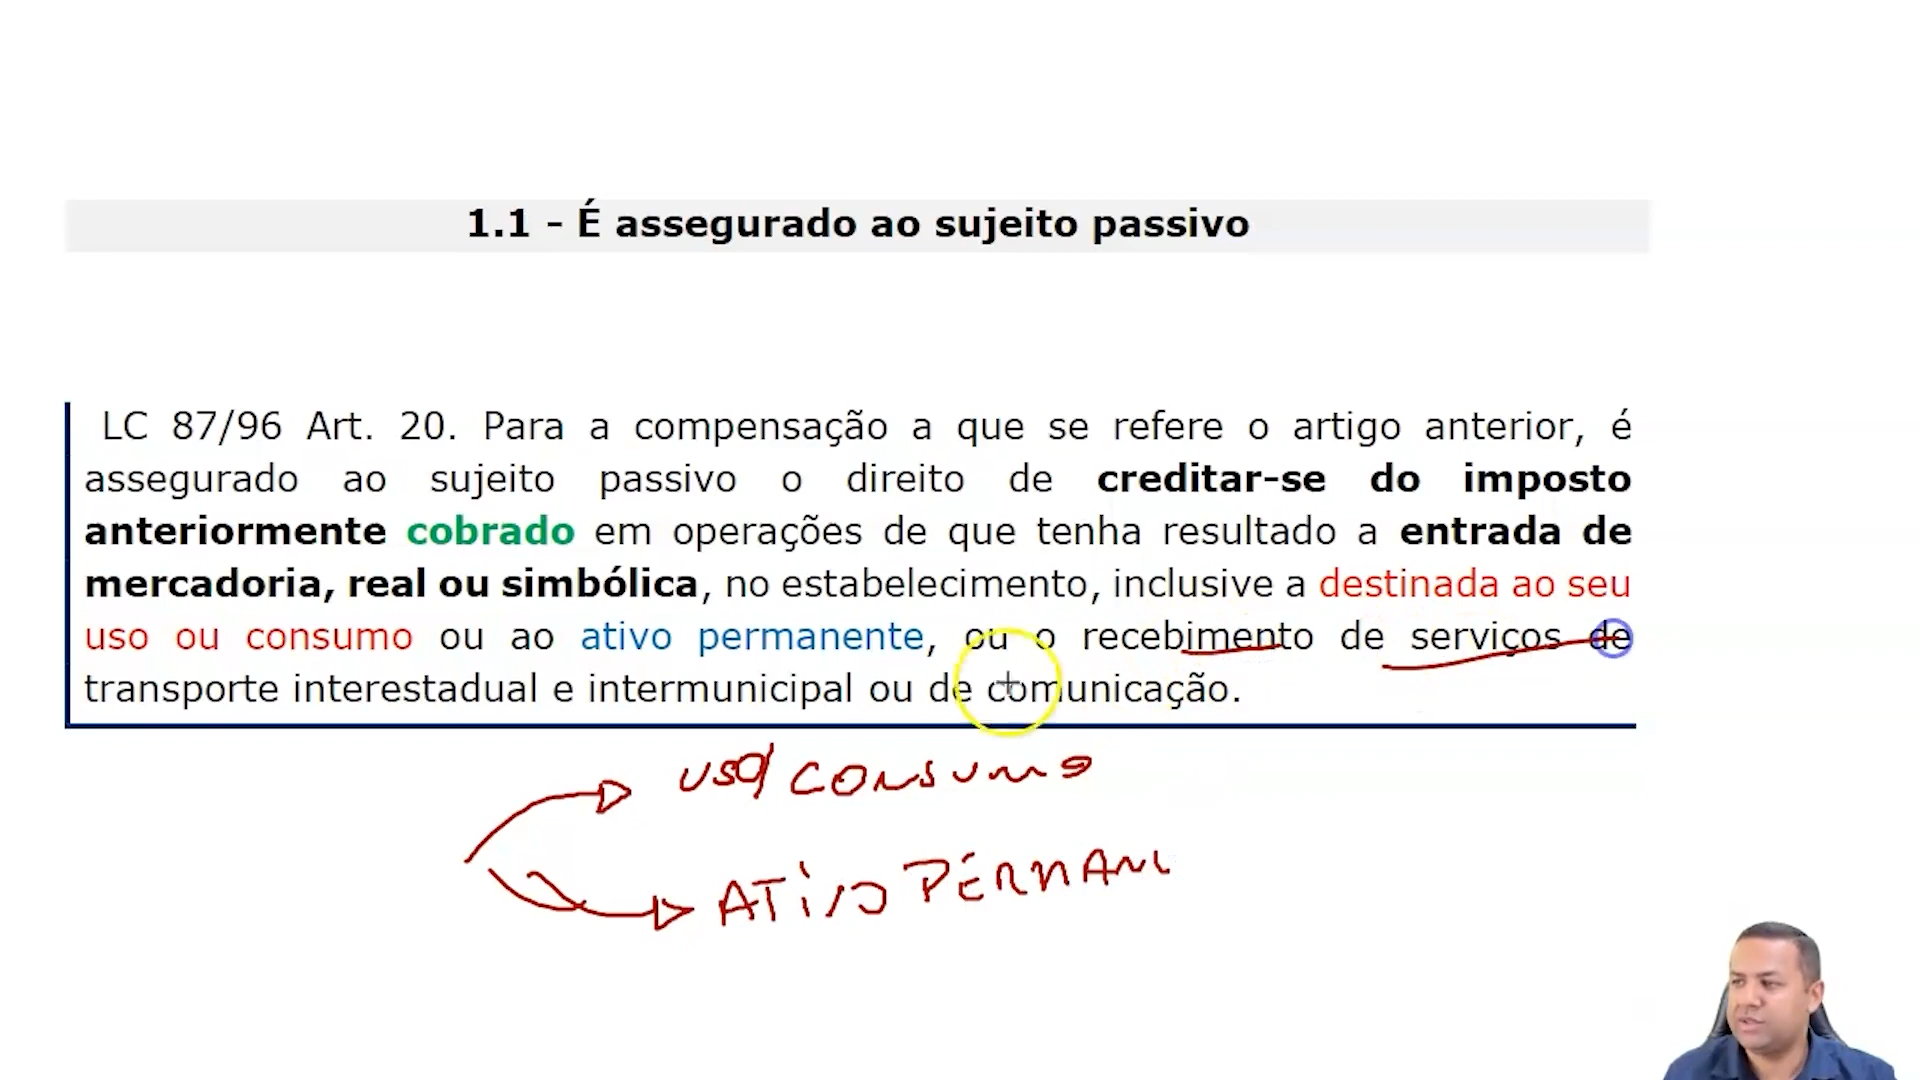 1.1 - É assegurado ao sujeito passivo
LC 87/96 Art. 20. Para a compensação a que se refere o artigo anterior, é
assegurado ao sujeito passivo o direito de creditar-se do imposto
anteriormente cobrado em operações de que tenha resultado a entrada de
mercadoria, real ou simbólica, no estabelecimento, inclusive a destinada ao seu
uso ou consumo ou ao ativo permanente, ou o recebimento de serviços de
transporte interestadual e intermunicipal ou de comunicação.
USO/ CONSUMO
ATIVO PERMAN